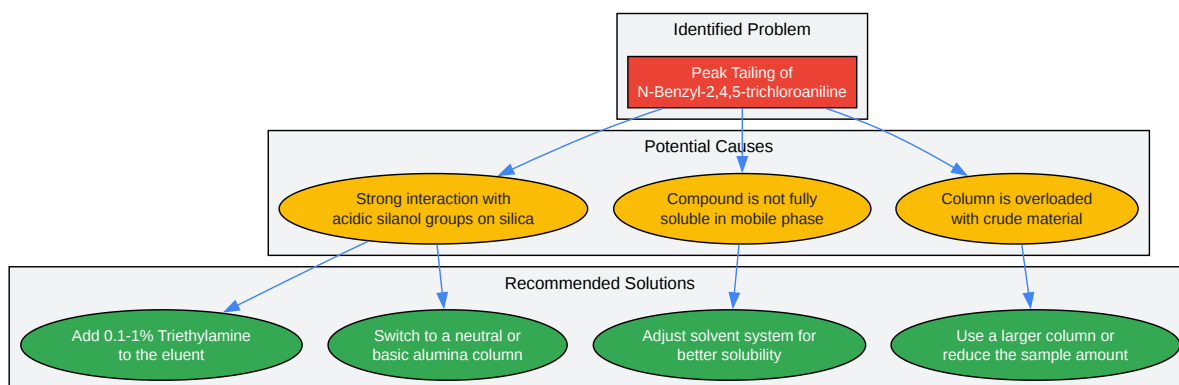 Identified Problem
Peak Tailing of
N-Benzyl-2,4,5-trichloroaniline
Potential Causes
Strong interaction with
acidic silanol groups on silica
Compound is not fully
soluble in mobile phase
Column is overloaded
with crude material
Recommended Solutions
Add 0.1-1% Triethylamine
to the eluent
Switch to a neutral or
basic alumina column
Adjust solvent system for
better solubility
Use a larger column or
reduce the sample amount